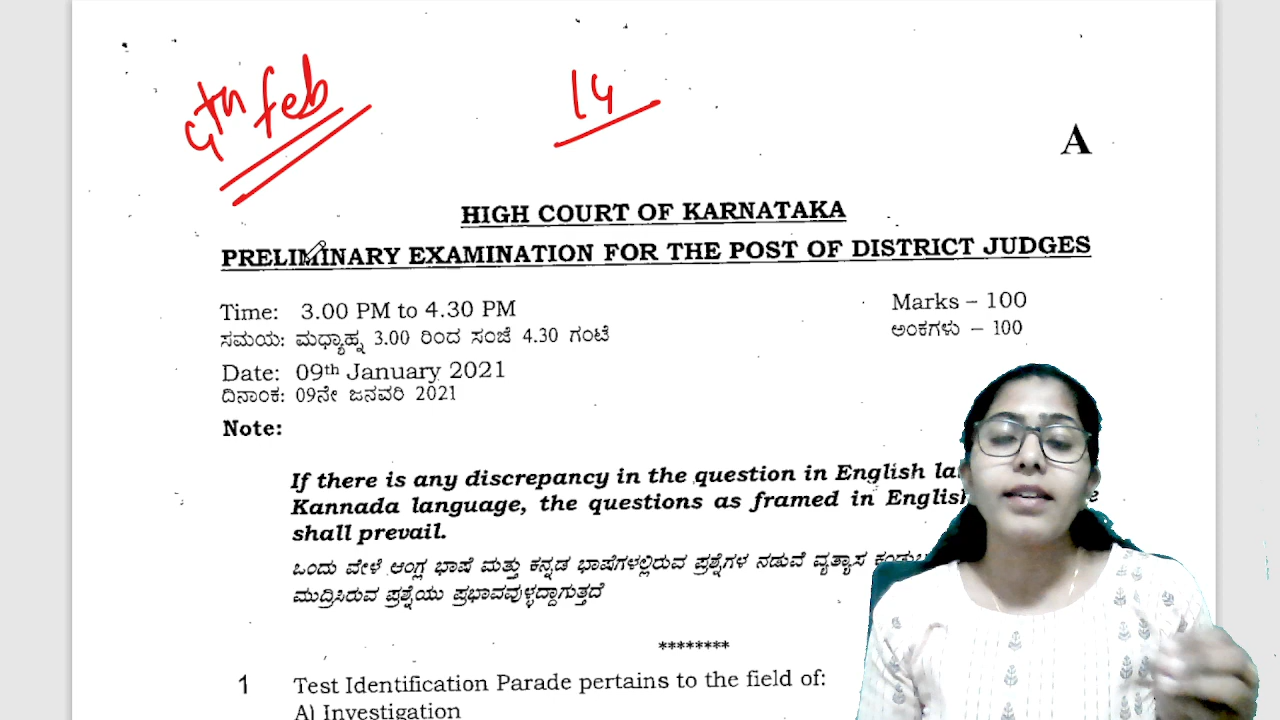 4th Feb
14
A
HIGH COURT OF KARNATAKA
PRELIMINARY EXAMINATION FOR THE POST OF DISTRICT JUDGES
Time: 3.00 PM to 4.30 PM
Marks – 100
ಸಮಯ: ಮಧ್ಯಾಹ್ನ 3.00 ರಿಂದ ಸಂಜೆ 4.30 ಗಂಟೆ
ಅಂಕಗಳು – 100
Date: 09th January 2021
ದಿನಾಂಕ: 09ನೇ ಜನವರಿ 2021
Note:
If there is any discrepancy in the question in English
Kannada language, the questions as framed in English
shall prevail.
ಒಂದು ವೇಳೆ ಆಂಗ್ಲ ಭಾಷೆ ಮತ್ತು ಕನ್ನಡ ಭಾಷೆಗಳಲ್ಲಿರುವ ಪ್ರಶ್ನೆಗಳ ನಡುವೆ ವ್ಯತ್ಯಾಸ
ಮುದ್ರಿಸಿರುವ ಪ್ರಶ್ನೆಯು ಪ್ರಭಾವವುಳ್ಳದ್ದಾಗುತ್ತದೆ
********
1 Test Identification Parade pertains to the field of:
A) Investigation